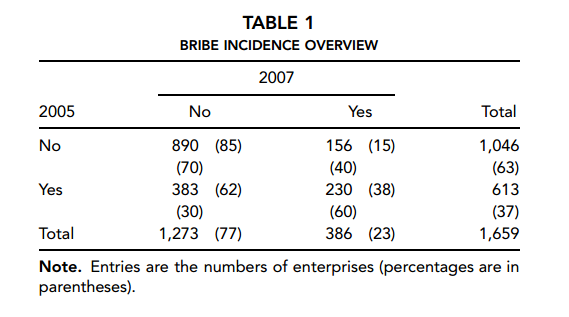 TABLE 1
BRIBE INCIDENCE OVERVIEW
2007
2005 No Yes Total
No 890 (85) 156 (15) 1,046
(70) (40) (63)
Yes 383 (62) 230 (38) 613
(30) (60) (37)
Total 1,273 (77) 386 (23) 1,659
Note. Entries are the numbers of enterprises (percentages are in
parentheses).